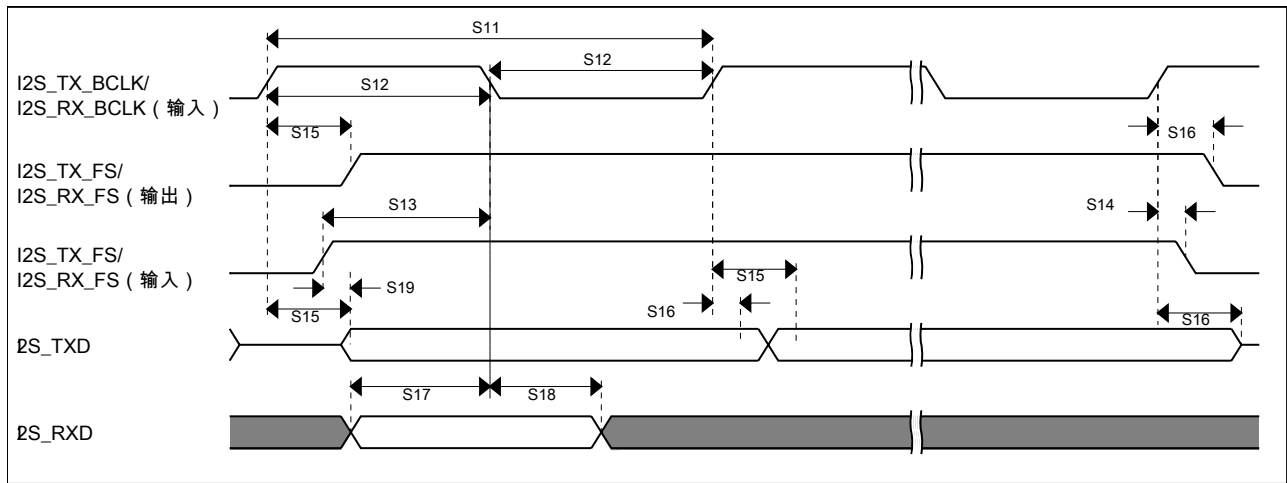 S11
I2S_TX_BCLK/
I2S_RX_BCLK（输入）
S12
S12
S15
S16
I2S_TX_FS/
I2S_RX_FS（输出）
S13
S14
I2S_TX_FS/
I2S_RX_FS（输入）
S19
S15
S15
S16
S16
I2S_TXD
S17
S18
I2S_RXD